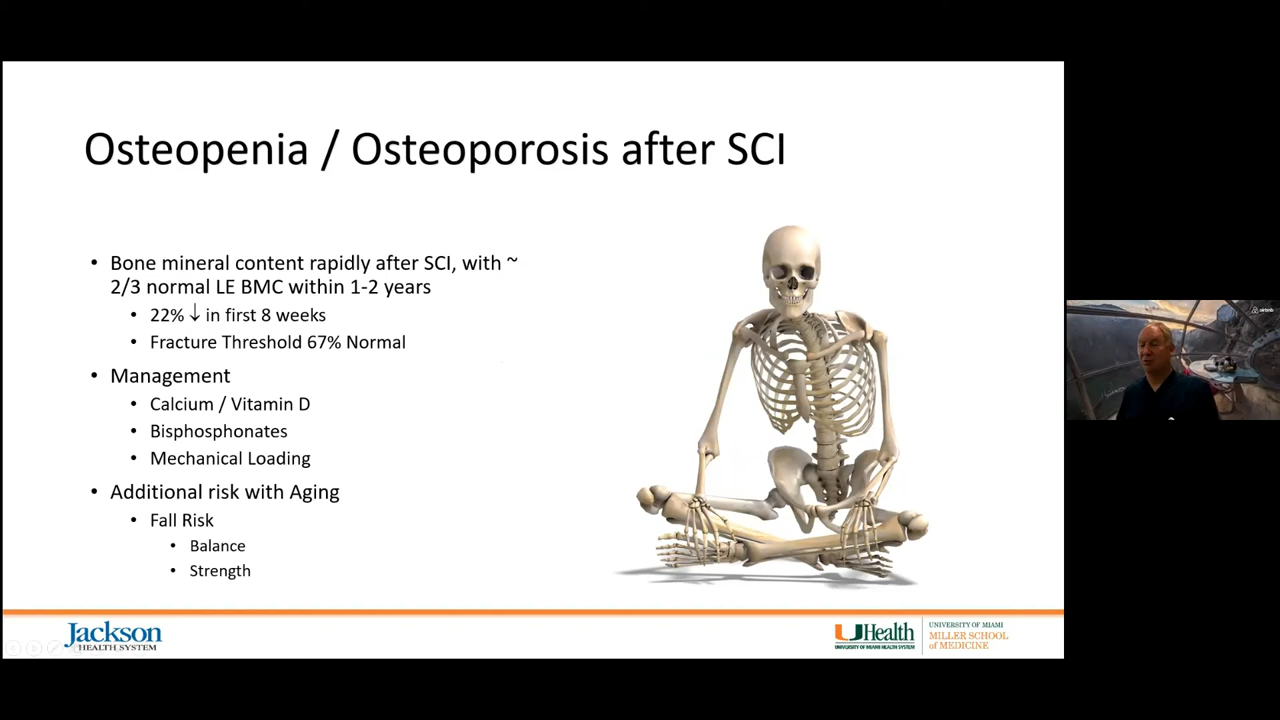 Osteopenia / Osteoporosis after SCI
• Bone mineral content rapidly after SCI, with ~
2/3 normal LE BMC within 1-2 years
• 22% ↓ in first 8 weeks
• Fracture Threshold 67% Normal
• Management
• Calcium / Vitamin D
• Bisphosphonates
• Mechanical Loading
• Additional risk with Aging
• Fall Risk
• Balance
• Strength
Jackson
HEALTH SYSTEM
UHealth
UNIVERSITY OF MIAMI HEALTH SYSTEM
UNIVERSITY OF MIAMI
MILLER SCHOOL
of MEDICINE
airbnb